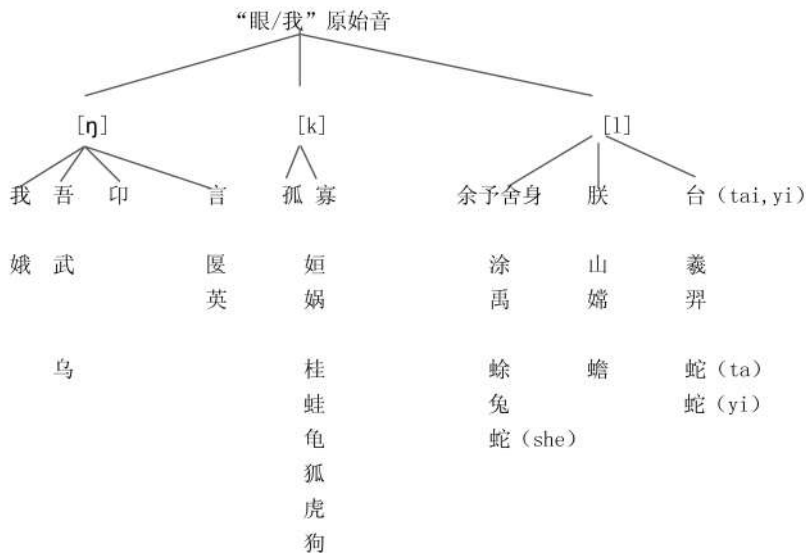 “眼/我”原始音
[ŋ] [k] [l]
我 吾 印 言 孤 寡 余予舍身 朕 台（tai,yi）
娥 武 匽 姮 涂 山 羲
英 娲 禹 嫦 羿
乌 桂 蜍 蟾 蛇（ta）
蛙 兔 蛇（yi）
龟 蛇（she）
狐
虎
狗